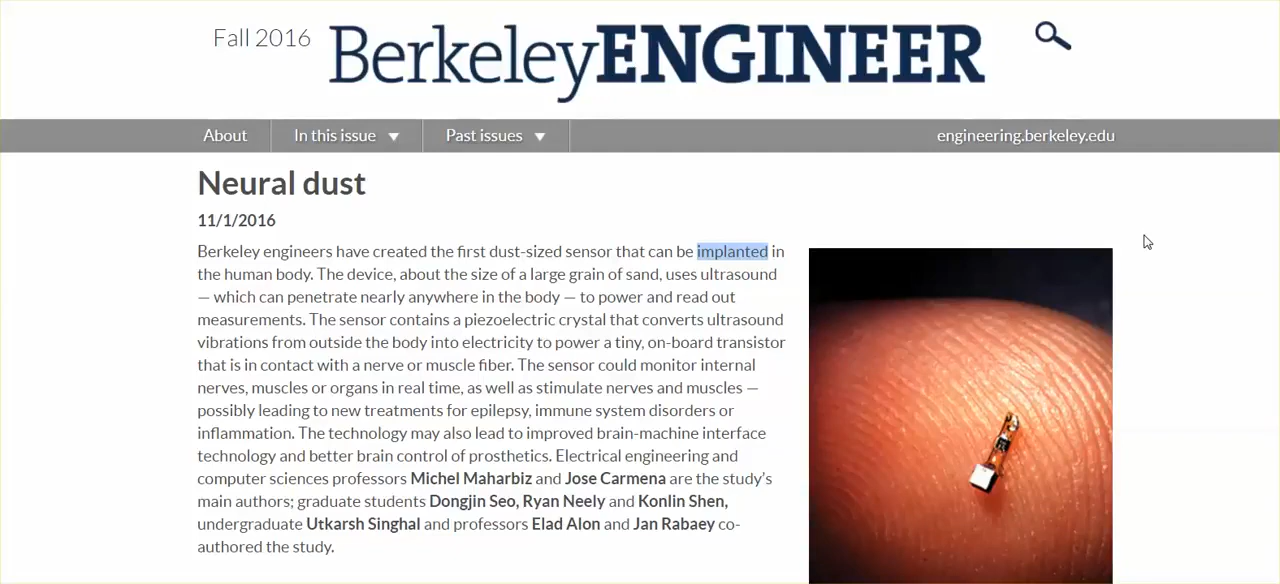 Fall 2016
BerkeleyENGINEER
About
In this issue
Past issues
engineering.berkeley.edu
Neural dust
11/1/2016
Berkeley engineers have created the first dust-sized sensor that can be implanted in
the human body. The device, about the size of a large grain of sand, uses ultrasound
— which can penetrate nearly anywhere in the body — to power and read out
measurements. The sensor contains a piezoelectric crystal that converts ultrasound
vibrations from outside the body into electricity to power a tiny, on-board transistor
that is in contact with a nerve or muscle fiber. The sensor could monitor internal
nerves, muscles or organs in real time, as well as stimulate nerves and muscles —
possibly leading to new treatments for epilepsy, immune system disorders or
inflammation. The technology may also lead to improved brain-machine interface
technology and better brain control of prosthetics. Electrical engineering and
computer sciences professors Michel Maharbiz and Jose Carmena are the study's
main authors; graduate students Dongjin Seo, Ryan Neely and Konlin Shen,
undergraduate Utkarsh Singhal and professors Elad Alon and Jan Rabaey co-
authored the study.